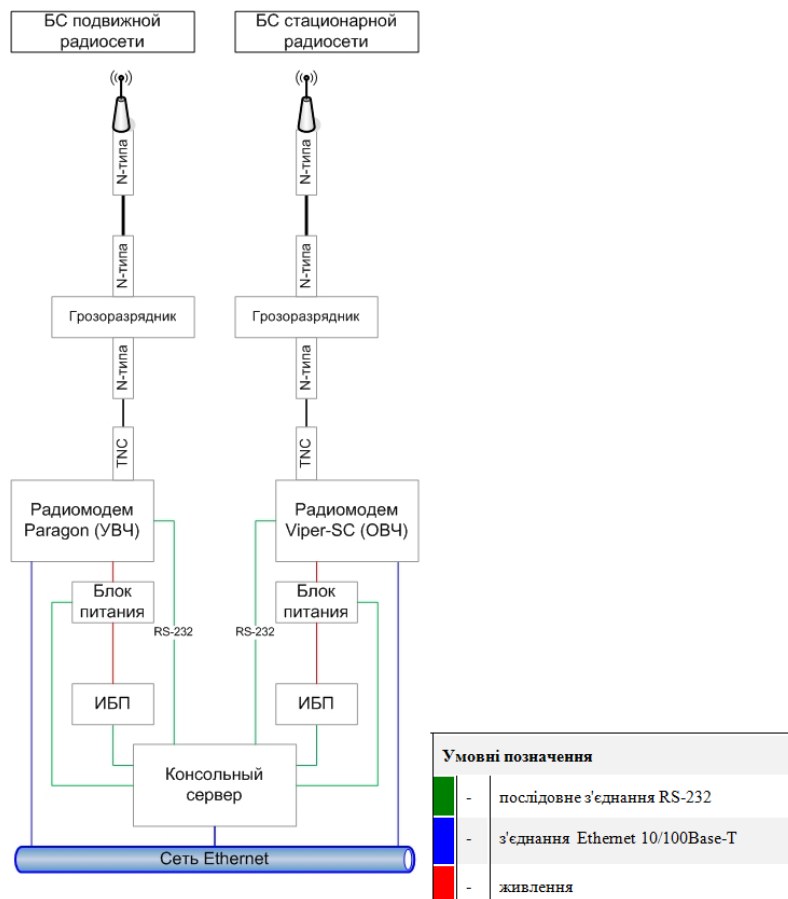 БС подвижной
радиосети
БС стационарной
радиосети
N-типа
N-типа
N-типа
N-типа
Грозоразрядник
Грозоразрядник
N-типа
N-типа
TNC
TNC
Радиомодем
Paragon (УВЧ)
Радиомодем
Viper-SC (ОВЧ)
Блок
питания
Блок
питания
RS-232
RS-232
ИБП
ИБП
Консольный
сервер
Сеть Ethernet
Умовні позначення
- послідовне з'єднання RS-232
- з'єднання Ethernet 10/100Base-T
- живлення